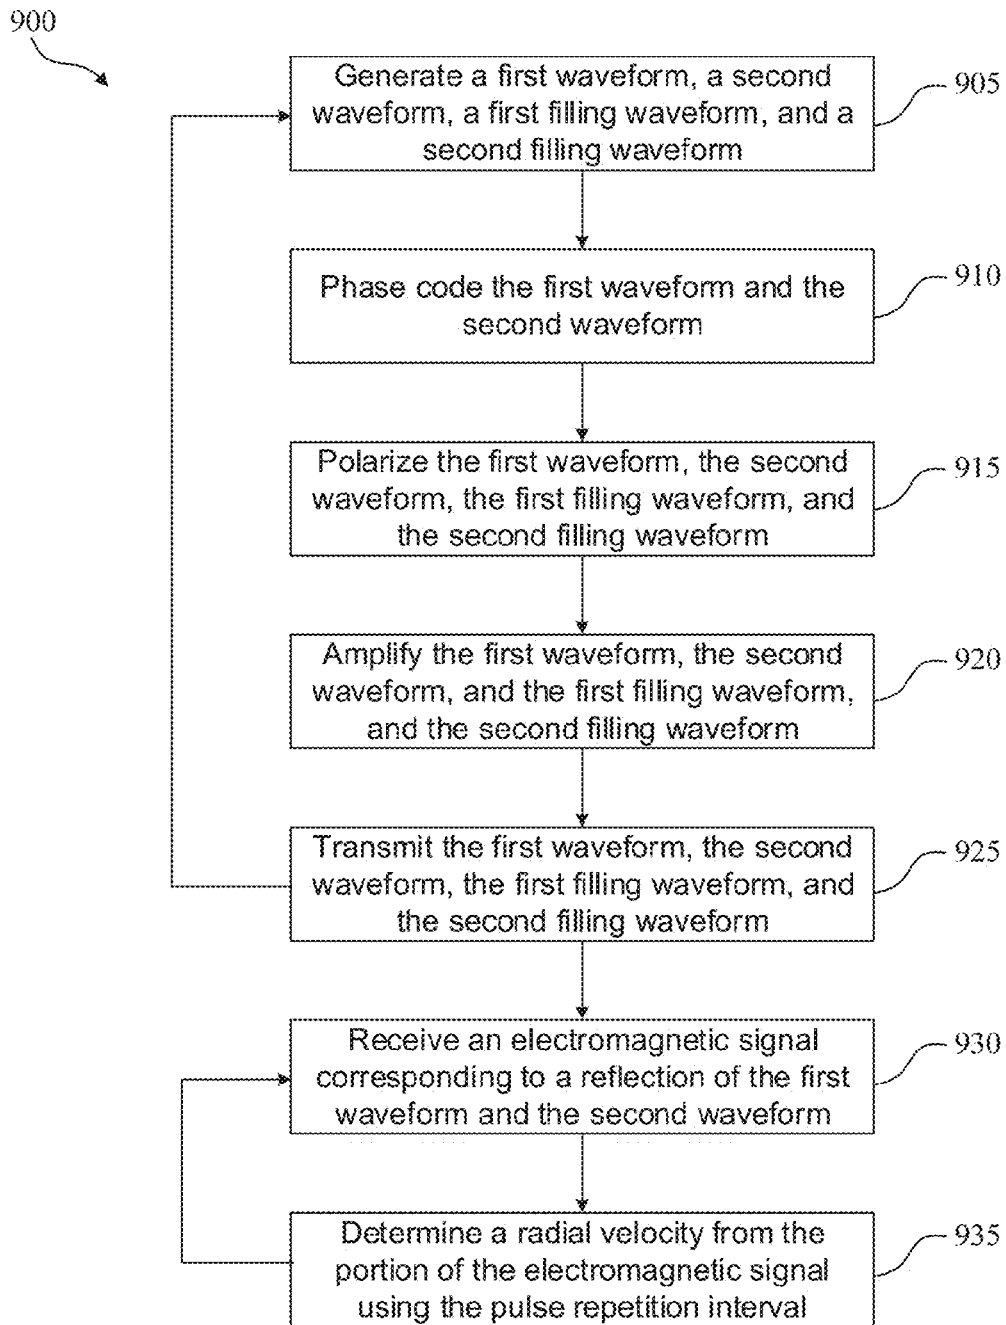 900
Generate a first waveform, a second
waveform, a first filling waveform, and a
second filling waveform
905
Phase code the first waveform and the
second waveform
910
Polarize the first waveform, the second
waveform, the first filling waveform, and
the second filling waveform
915
Amplify the first waveform, the second
waveform, and the first filling waveform,
and the second filling waveform
920
Transmit the first waveform, the second
waveform, the first filling waveform, and
the second filling waveform
925
Receive an electromagnetic signal
corresponding to a reflection of the first
waveform and the second waveform
930
Determine a radial velocity from the
portion of the electromagnetic signal
using the pulse repetition interval
935